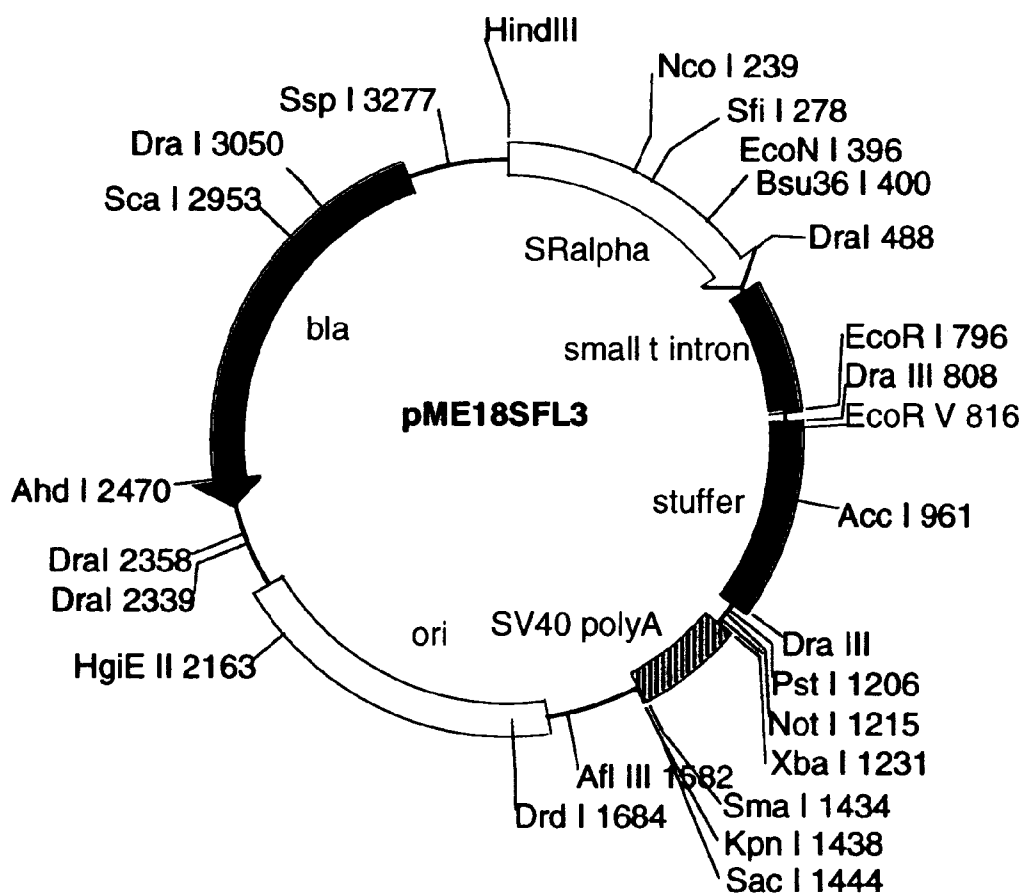 HindIII
Nco I 239
Ssp I 3277
Sfi I 278
Dra I 3050
EcoN I 396
Sca I 2953
Bsu36 I 400
DraI 488
SRalpha
bla
small t intron
EcoR I 796
Dra III 808
pME18SFL3
EcoR V 816
Ahd I 2470
stuffer
Acc I 961
DraI 2358
DraI 2339
ori
SV40 polyA
Dra III
HgiE II 2163
Pst I 1206
Not I 1215
Xba I 1231
Afl III 1582
Sma I 1434
Drd I 1684
Kpn I 1438
Sac I 1444